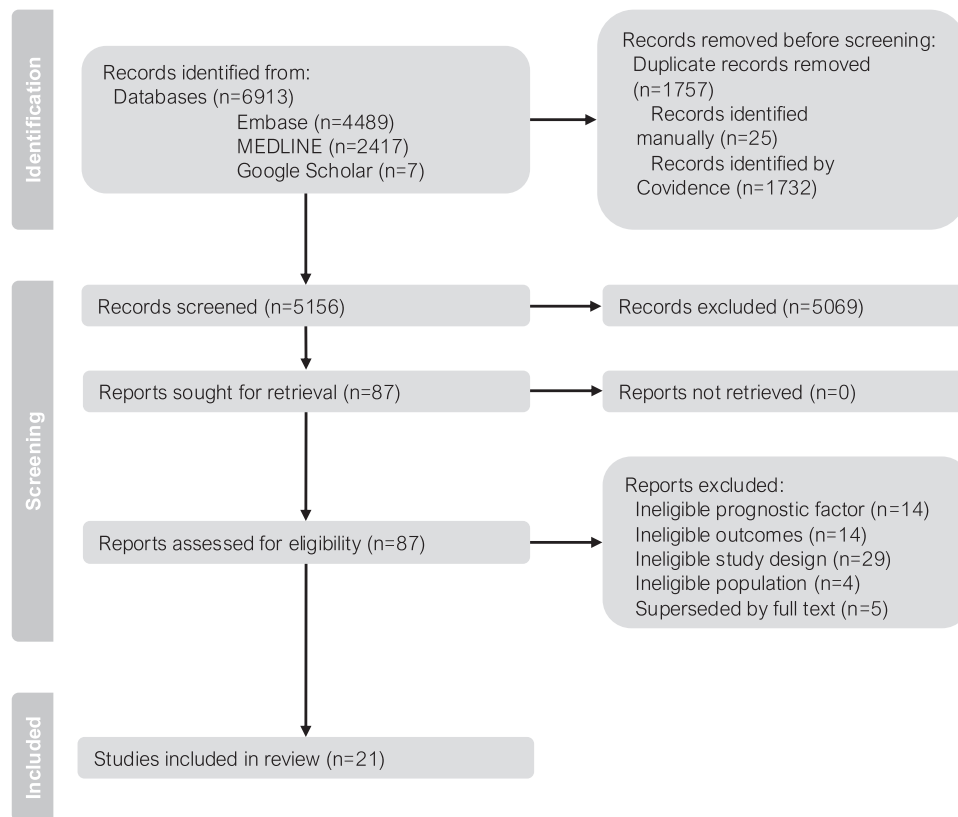 Identification
Records identified from:
Databases (n=6913)
Embase (n=4489)
MEDLINE (n=2417)
Google Scholar (n=7)
Records removed before screening:
Duplicate records removed
(n=1757)
Records identified
manually (n=25)
Records identified by
Covidence (n=1732)
Screening
Records screened (n=5156)
Records excluded (n=5069)
Reports sought for retrieval (n=87)
Reports not retrieved (n=0)
Reports assessed for eligibility (n=87)
Reports excluded:
Ineligible prognostic factor (n=14)
Ineligible outcomes (n=14)
Ineligible study design (n=29)
Ineligible population (n=4)
Superseded by full text (n=5)
Included
Studies included in review (n=21)